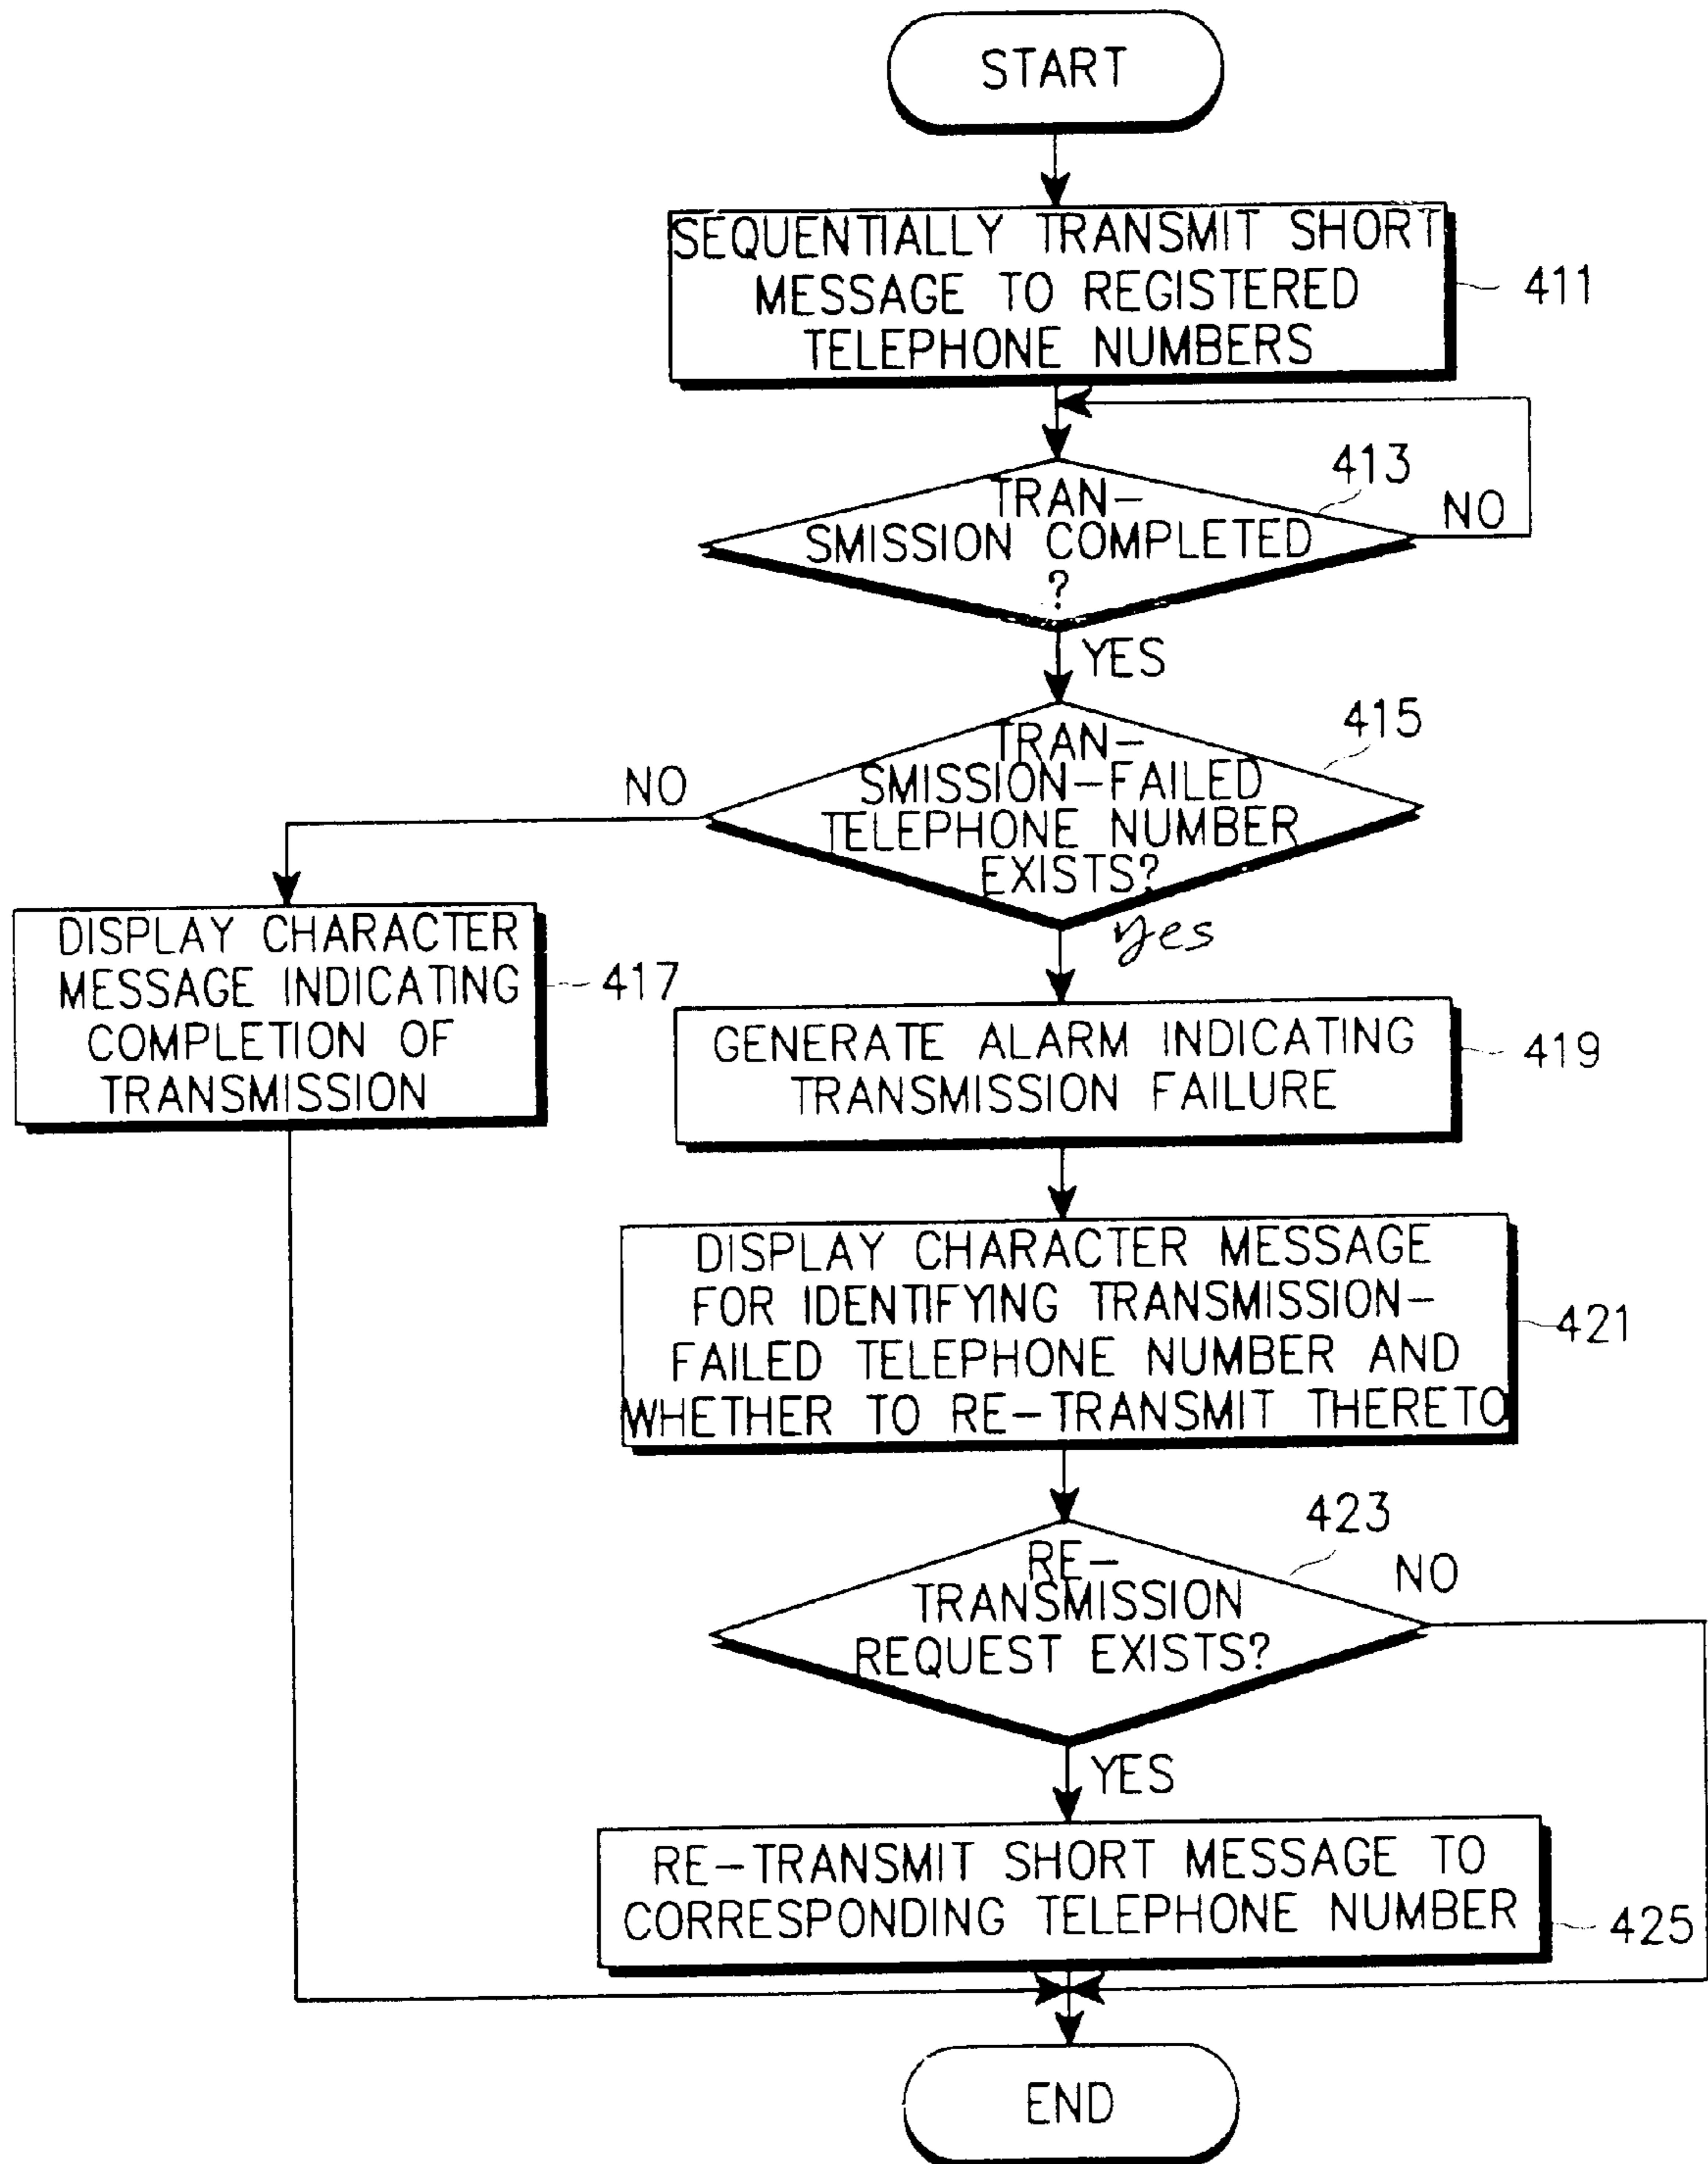 START
SEQUENTIALLY TRANSMIT SHORT
MESSAGE TO REGISTERED
TELEPHONE NUMBERS
411
413
TRAN-
SMISSION COMPLETED
?
NO
YES
415
TRAN-
SMISSION-FAILED
TELEPHONE NUMBER
EXISTS?
NO
yes
DISPLAY CHARACTER
MESSAGE INDICATING
COMPLETION OF
TRANSMISSION
417
GENERATE ALARM INDICATING
TRANSMISSION FAILURE
419
DISPLAY CHARACTER MESSAGE
FOR IDENTIFYING TRANSMISSION-
FAILED TELEPHONE NUMBER AND
WHETHER TO RE-TRANSMIT THERETO
421
423
RE-
TRANSMISSION
REQUEST EXISTS?
NO
YES
RE-TRANSMIT SHORT MESSAGE TO
CORRESPONDING TELEPHONE NUMBER
425
END